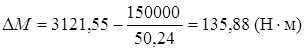 ΔM = 3121,55 − 150000/50,24 = 135,88 (Н · м)